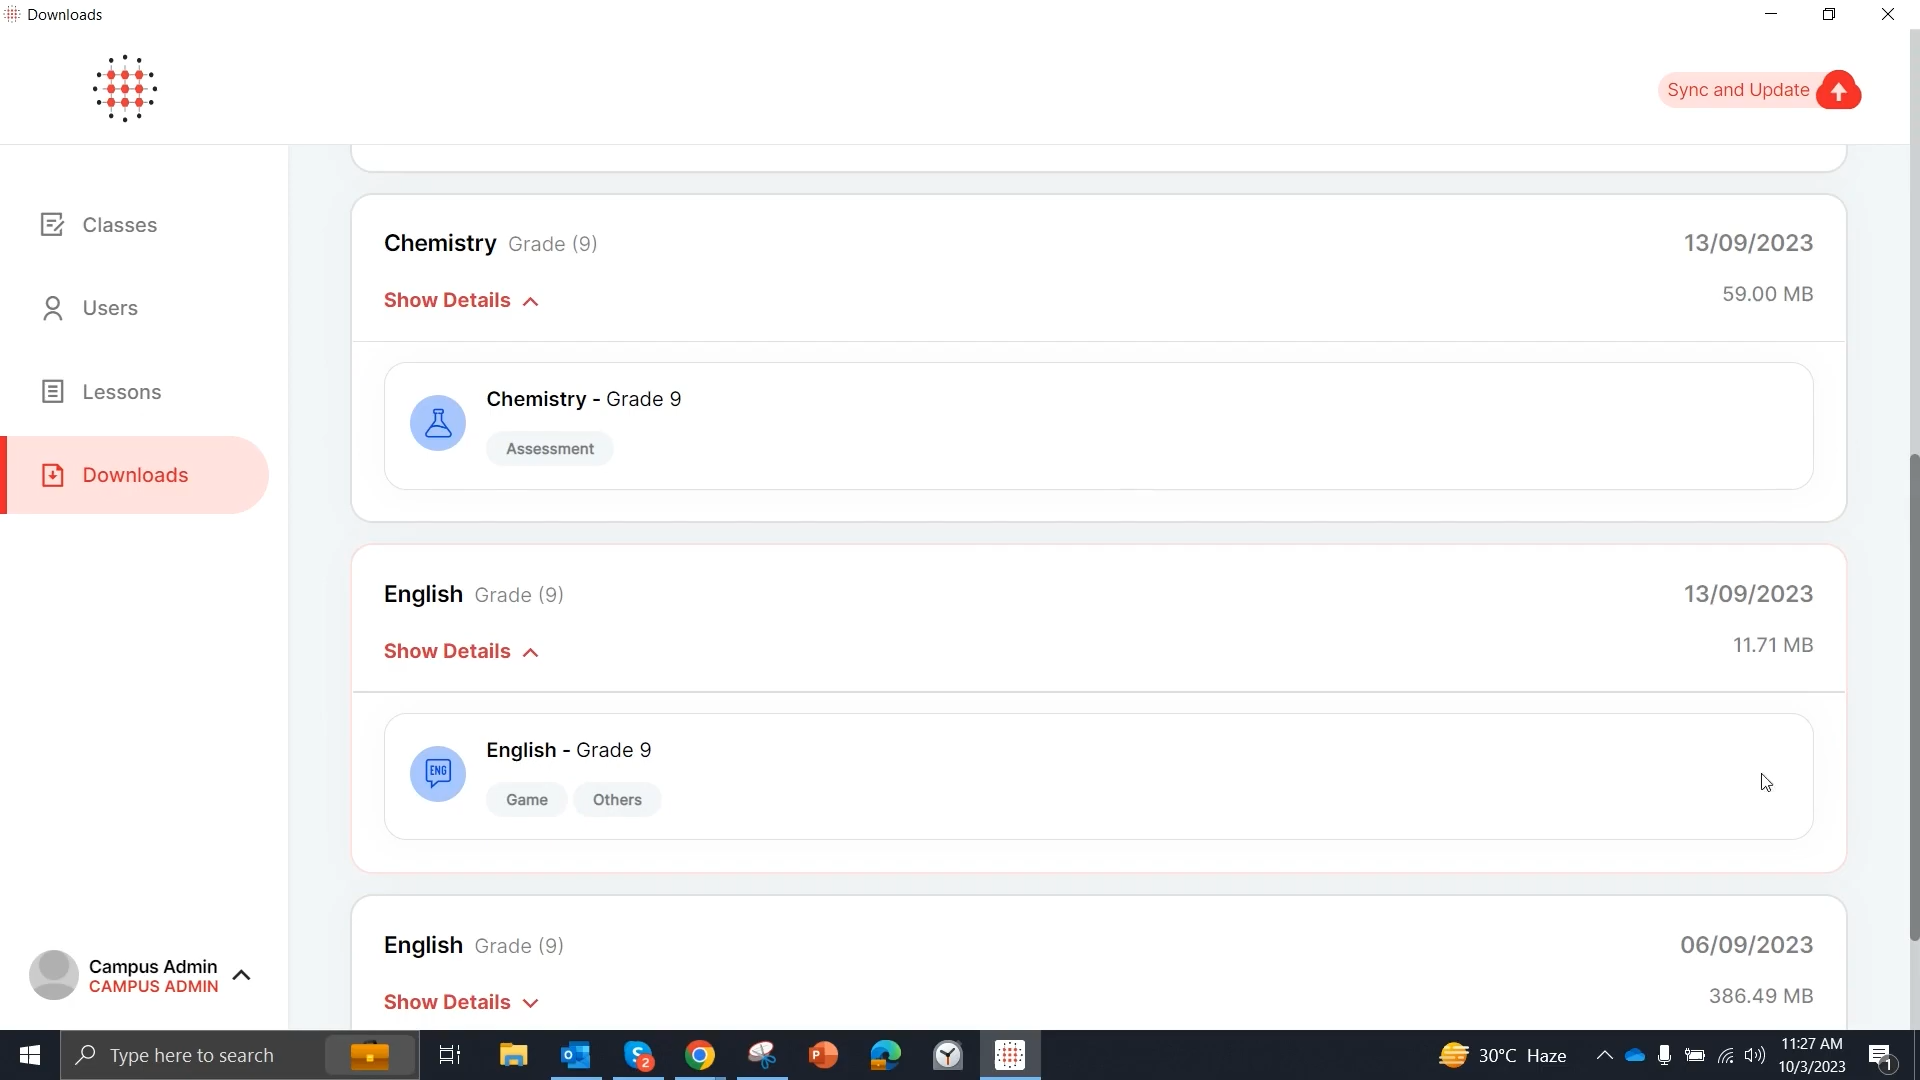 Downloads
Sync and Update
Classes
Users
Lessons
Downloads
Chemistry Grade (9)
13/09/2023
Show Details
59.00 MB
Chemistry - Grade 9
Assessment
English Grade (9)
13/09/2023
Show Details
11.71 MB
ENG
English - Grade 9
Game Others
English Grade (9)
06/09/2023
Show Details
386.49 MB
Campus Admin
CAMPUS ADMIN
Type here to search
2
30°C Haze
11:27 AM
10/3/2023
1